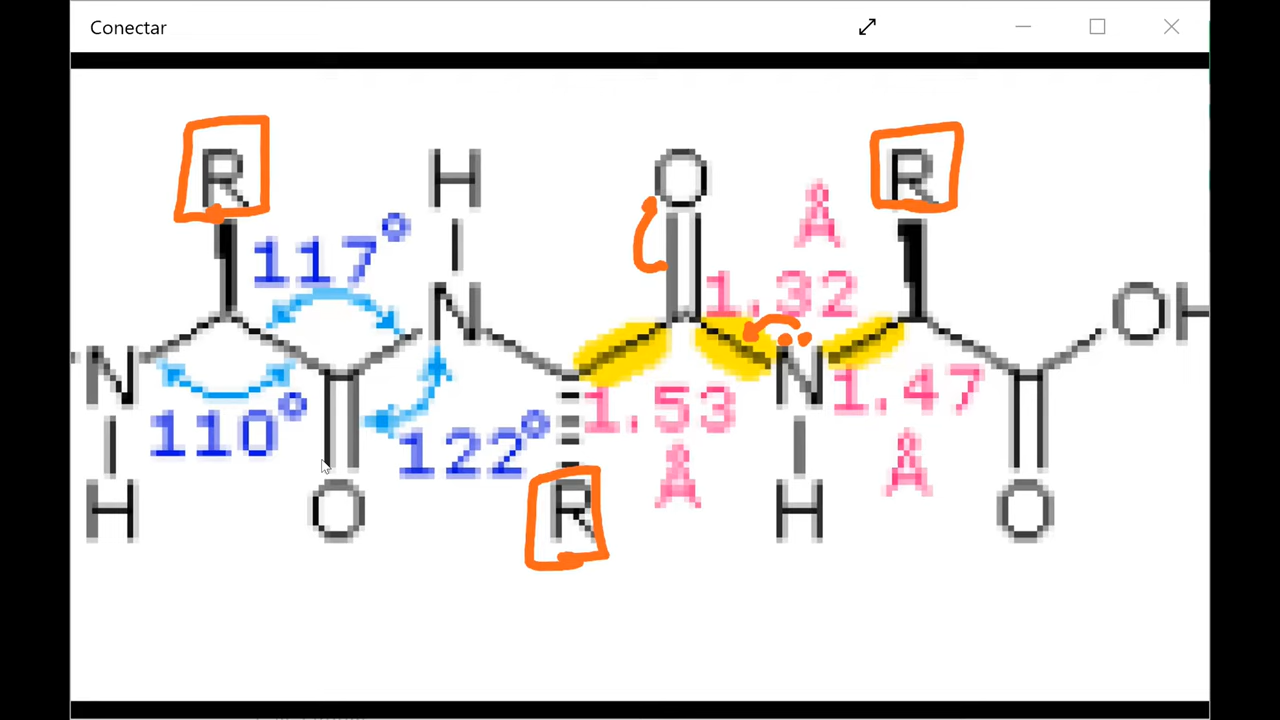 Conectar
R H O R
117° Å
1.32
N N N OH
110° 122° 1.53 1.47
Å Å
H O R H O